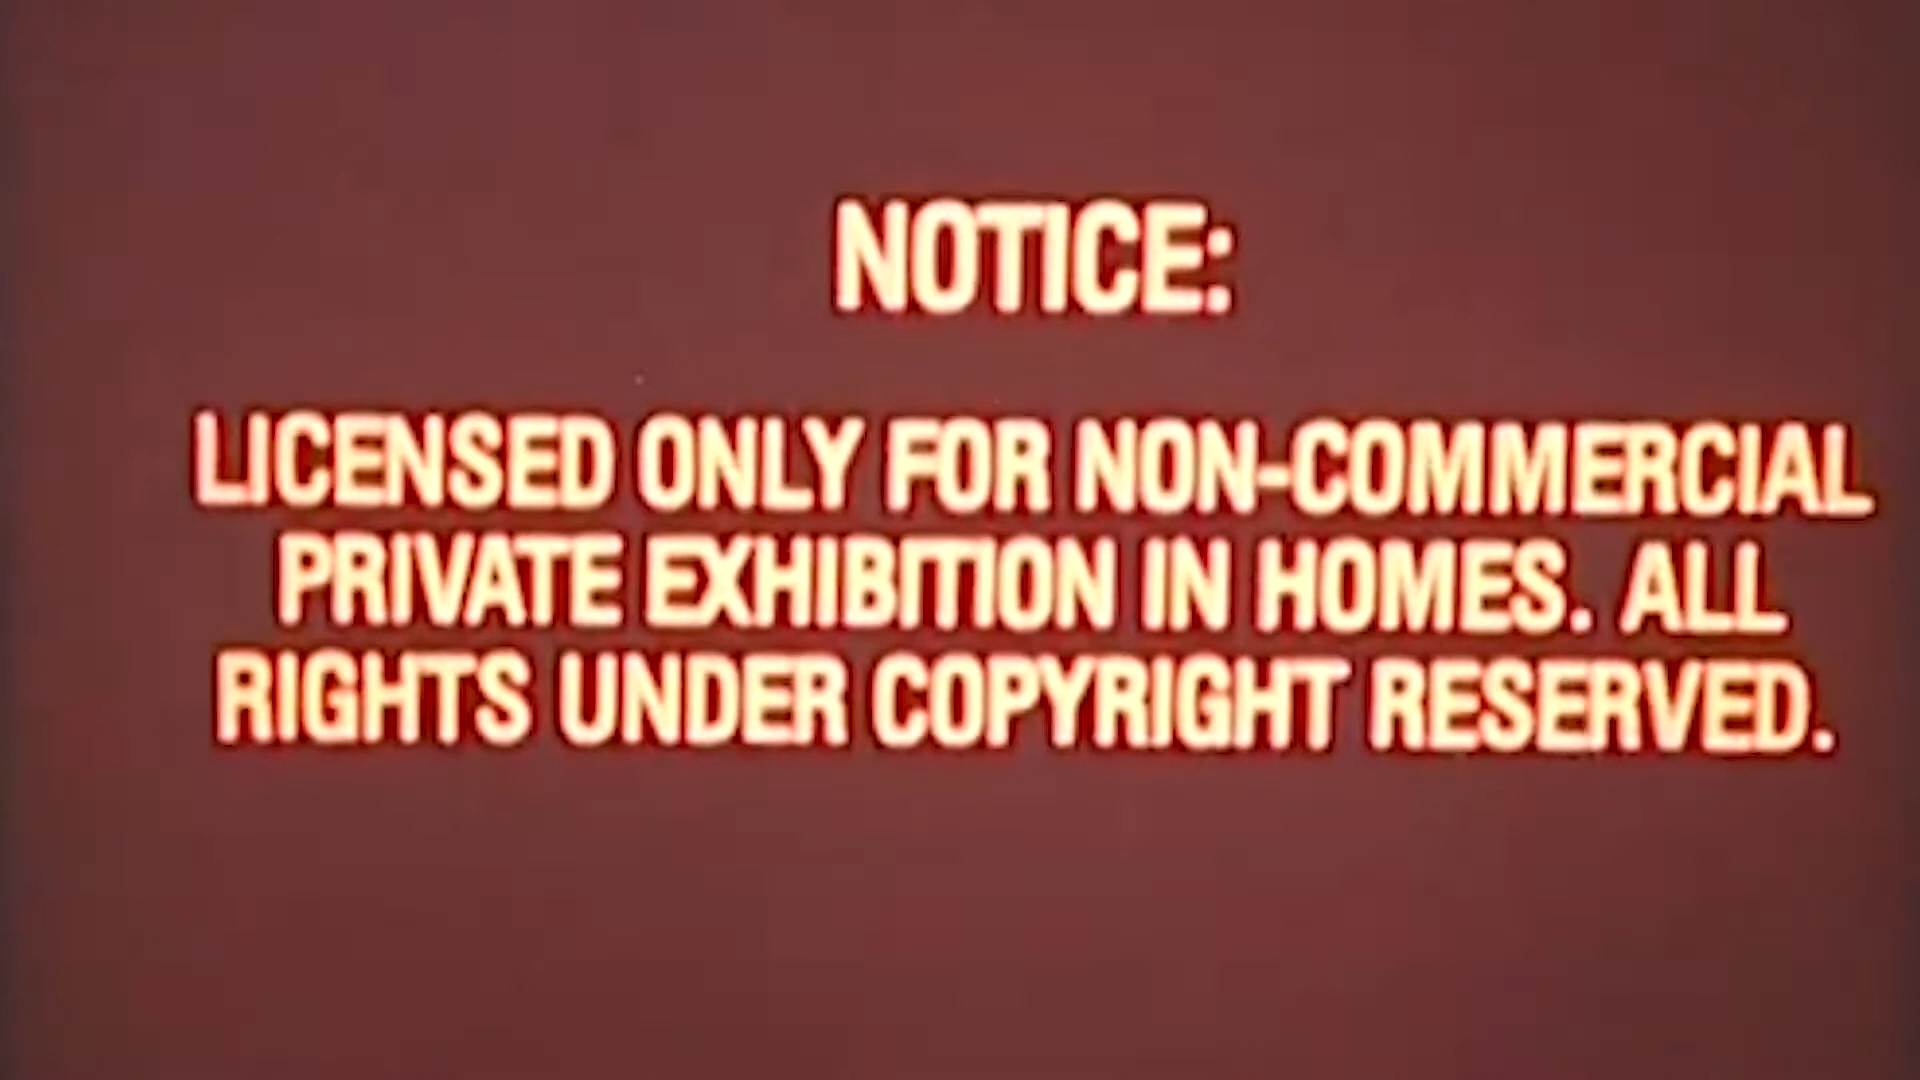 NOTICE:
LICENSED ONLY FOR NON-COMMERCIAL
PRIVATE EXHIBITION IN HOMES. ALL
RIGHTS UNDER COPYRIGHT RESERVED.